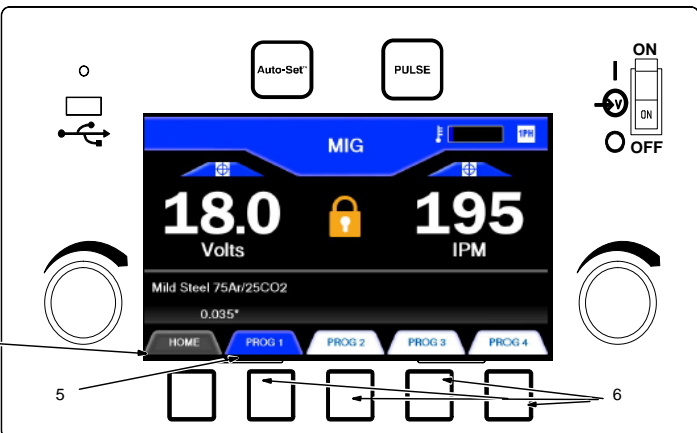 ON
Auto-Set™
PULSE
V
ON
OFF
MIG
1PH
18.0
195
Volts
IPM
Mild Steel 75Ar/25CO2
0.035"
HOME
PROG 1
PROG 2
PROG 3
PROG 4
5
6